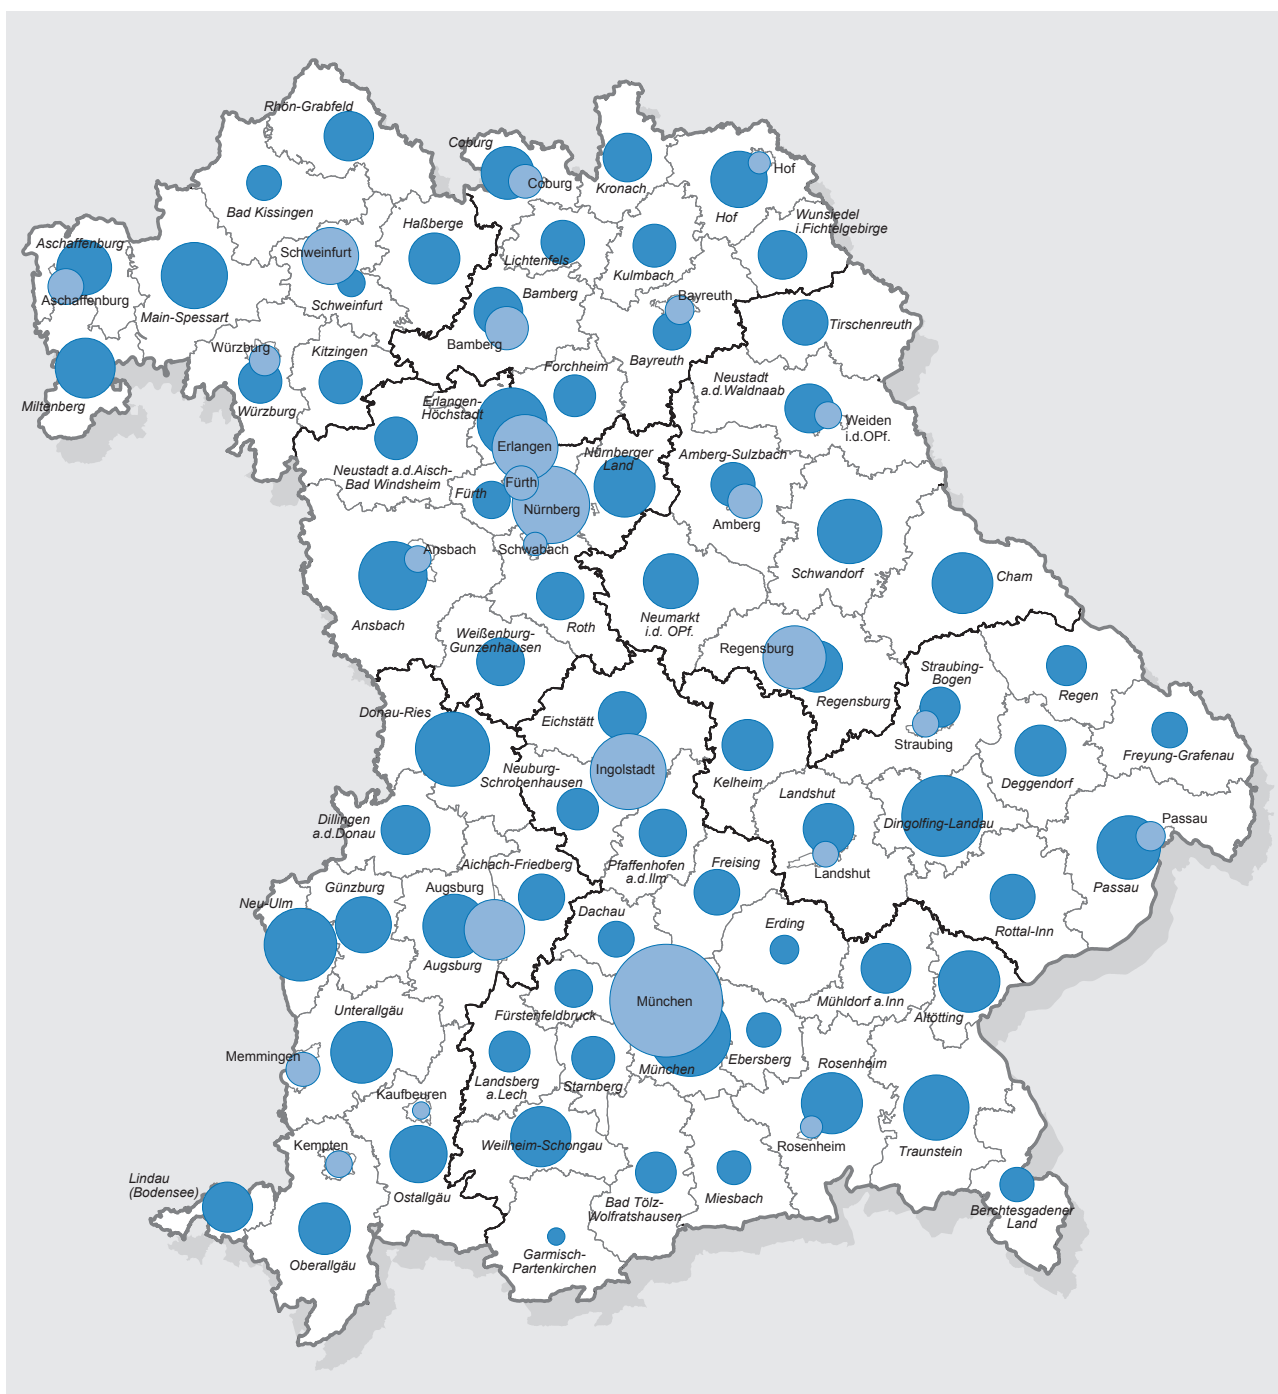 Rhön-Grabfeld
Coburg
Coburg
Kronach
Hof
Hof
Bad Kissingen
Wunsiedel
i.Fichtelgebirge
Haßberge
Aschaffenburg
Schweinfurt
Lichtenfels
Kulmbach
Aschaffenburg
Schweinfurt
Bamberg
Bayreuth
Main-Spessart
Tirschenreuth
Bamberg
Würzburg
Kitzingen
Bayreuth
Forchheim
Neustadt
a.d.Waldnaab
Miltenberg
Würzburg
Erlangen-
Höchstadt
Weiden
i.d.OPf.
Erlangen
Nürnberger
Land
Amberg-Sulzbach
Neustadt a.d.Aisch-
Bad Windsheim
Fürth
Fürth
Nürnberg
Amberg
Ansbach
Schwabach
Schwandorf
Cham
Neumarkt
i.d. OPf.
Ansbach
Roth
Weißenburg-
Gunzenhausen
Regensburg
Straubing-
Bogen
Regen
Regensburg
Donau-Ries
Eichstätt
Straubing
Freyung-Grafenau
Neuburg-
Schrobenhausen
Ingolstadt
Kelheim
Deggendorf
Landshut
Dillingen
a.d.Donau
Dingolfing-Landau
Passau
Aichach-Friedberg
Pfaffenhofen
a.d.Ilm
Freising
Landshut
Passau
Günzburg
Augsburg
Neu-Ulm
Dachau
Erding
Rottal-Inn
Augsburg
Mühldorf a.Inn
Altötting
Unterallgäu
Fürstenfeldbruck
München
Memmingen
Ebersberg
Rosenheim
München
Landsberg
a.Lech
Starnberg
Kaufbeuren
Kempten
Weilheim-Schongau
Rosenheim
Traunstein
Lindau
(Bodensee)
Ostallgäu
Bad Tölz-
Wolfratshausen
Miesbach
Berchtesgadener
Land
Oberallgäu
Garmisch-
Partenkirchen